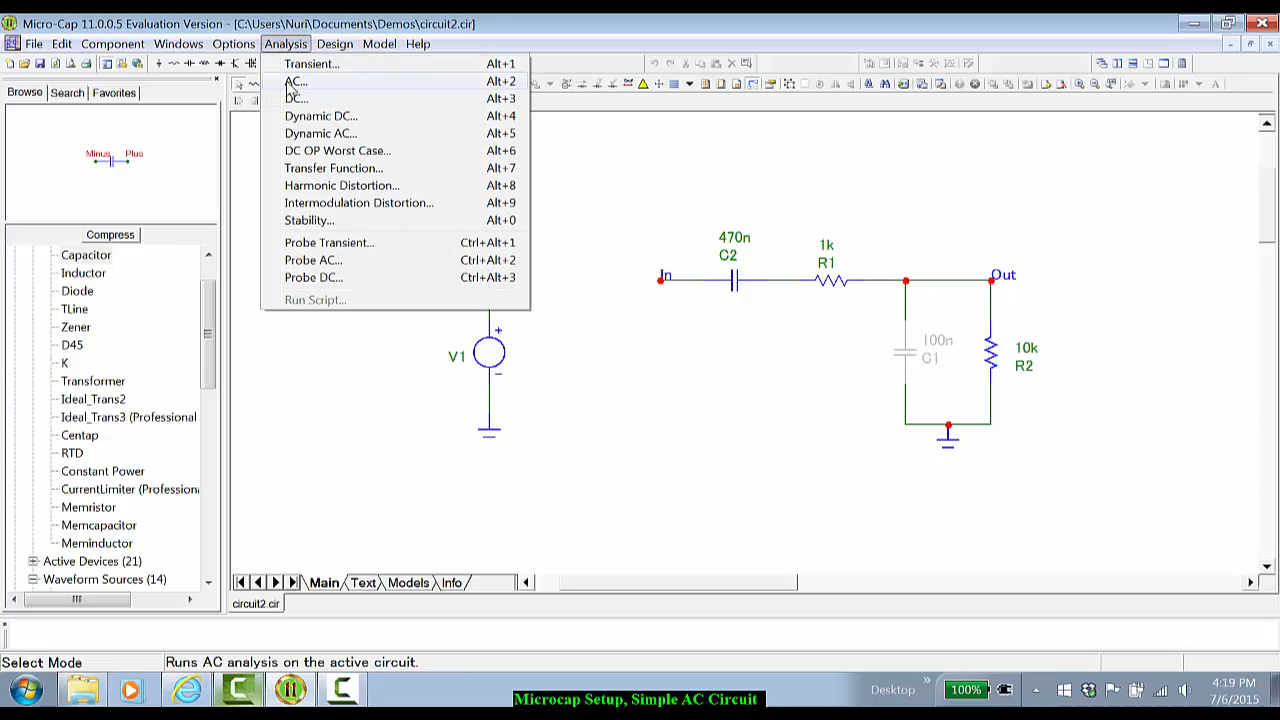 Micro-Cap 11.0.0.5 Evaluation Version - [C:\Users\Nuri\Documents\Demos\circuit2.cir]
File Edit Component Windows Options Analysis Design Model Help
Transient... Alt+1
AC... Alt+2
DC... Alt+3
Dynamic DC... Alt+4
Dynamic AC... Alt+5
DC OP Worst Case... Alt+6
Transfer Function... Alt+7
Harmonic Distortion... Alt+8
Intermodulation Distortion... Alt+9
Stability... Alt+0
Probe Transient... Ctrl+Alt+1
Probe AC... Ctrl+Alt+2
Probe DC... Ctrl+Alt+3
Run Script...
Browse Search Favorites
Minus Plus
Compress
Capacitor
Inductor
Diode
TLine
Zener
D45
K
Transformer
Ideal_Trans2
Ideal_Trans3 (Professional
Centap
RTD
Constant Power
CurrentLimiter (Profession
Memristor
Memcapacitor
Meminductor
Active Devices (21)
Waveform Sources (14)
470n
C2
1k
R1
In
Out
100n
C1
10k
R2
V1
+
-
Main Text Models Info
circuit2.cir
Select Mode Runs AC analysis on the active circuit.
Microcap Setup, Simple AC Circuit
Desktop
100%
4:19 PM
7/6/2015